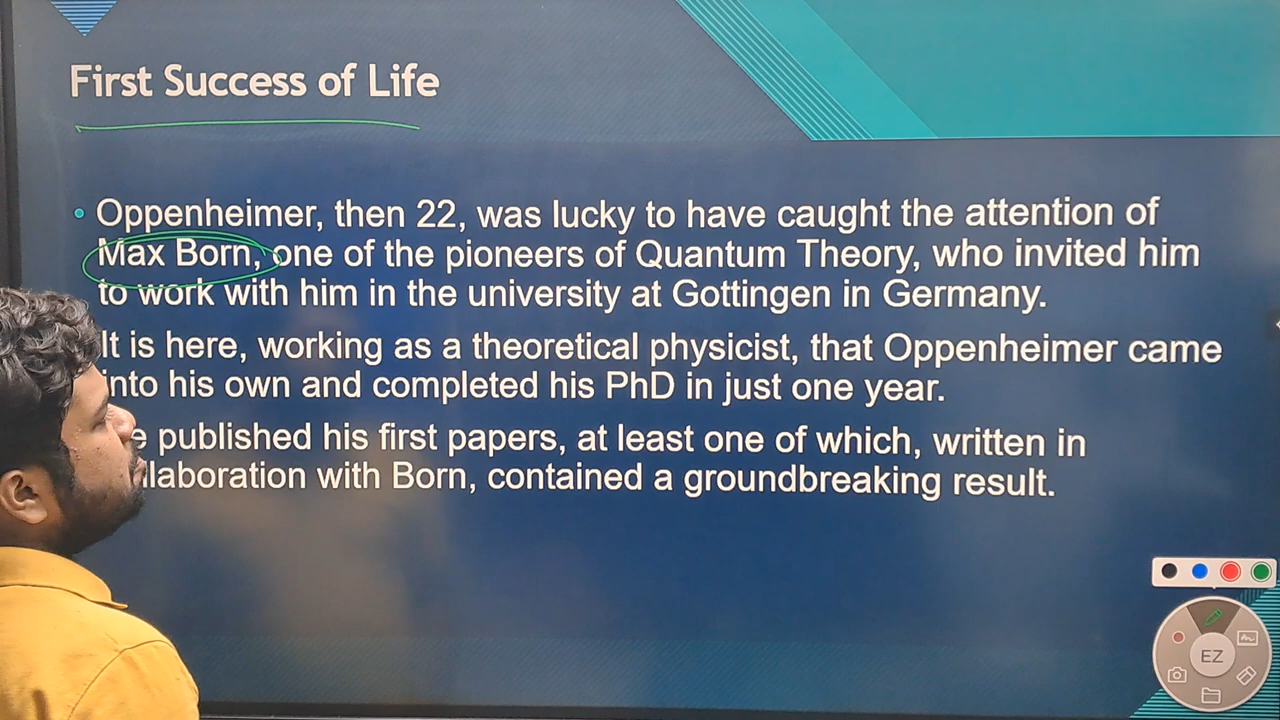 First Success of Life
Oppenheimer, then 22, was lucky to have caught the attention of
Max Born, one of the pioneers of Quantum Theory, who invited him
to work with him in the university at Gottingen in Germany.
It is here, working as a theoretical physicist, that Oppenheimer came
into his own and completed his PhD in just one year.
e published his first papers, at least one of which, written in
llaboration with Born, contained a groundbreaking result.
EZ